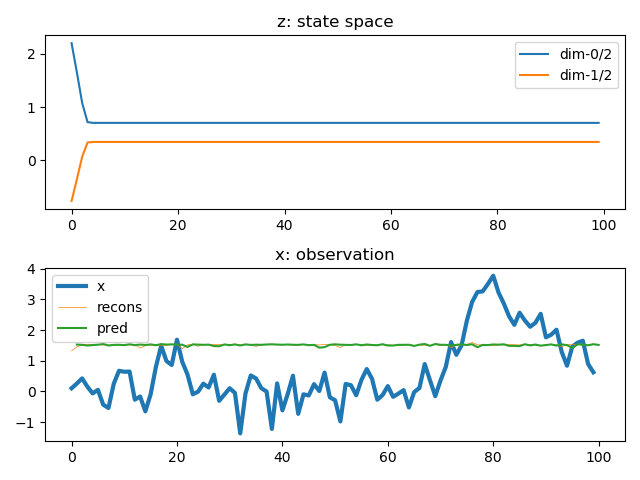 z: state space
2
1
0
dim-0/2
dim-1/2
0 20 40 60 80 100
x: observation
4
3
2
1
0
−1
x
recons
pred
0 20 40 60 80 100